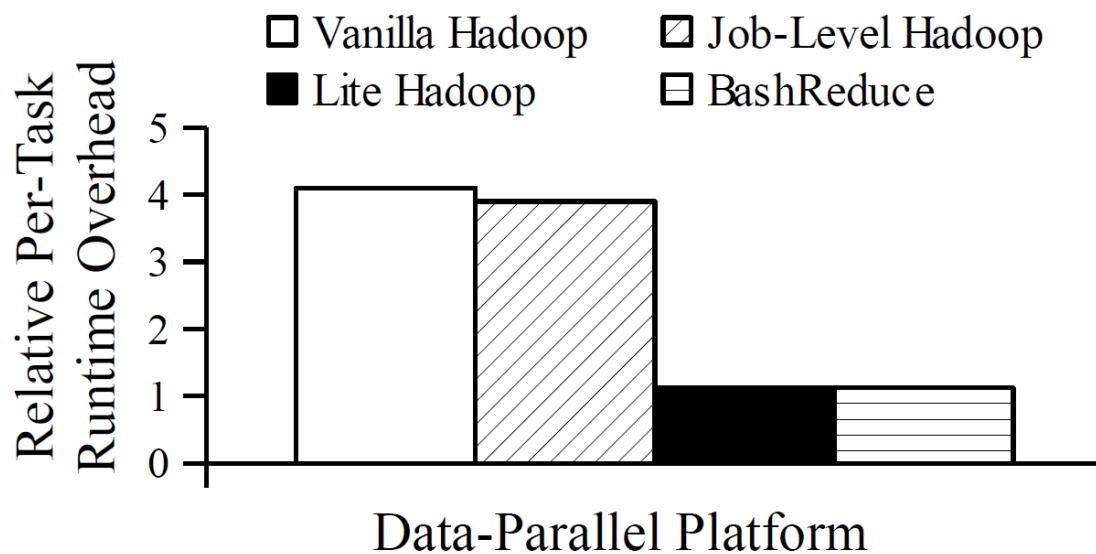 Vanilla Hadoop
Job-Level Hadoop
Lite Hadoop
BashReduce
Relative Per-Task
Runtime Overhead
5
4
3
2
1
0
Data-Parallel Platform